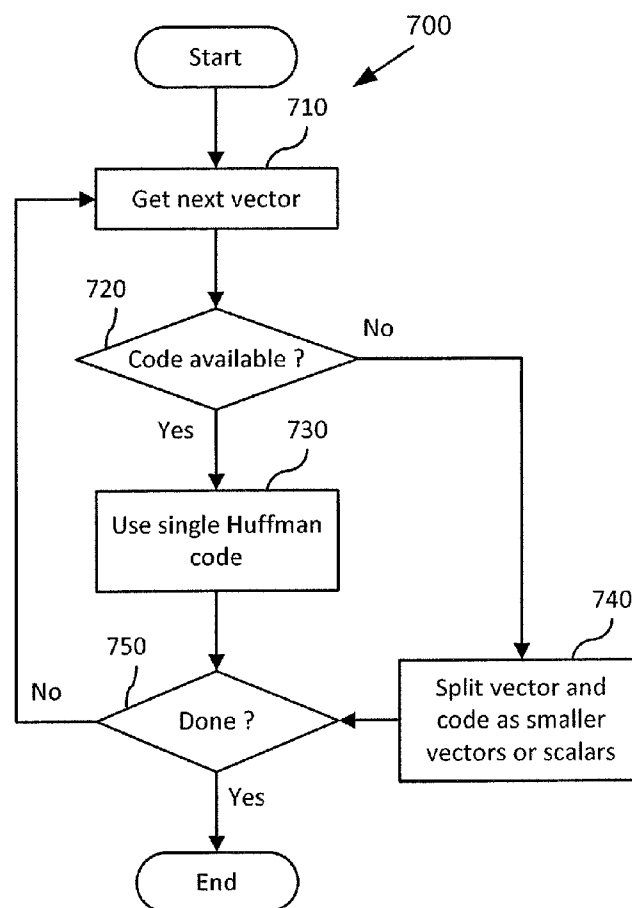 Start
700
710
Get next vector
720
Code available ?
No
Yes
730
Use single Huffman
code
740
Split vector and
code as smaller
vectors or scalars
750
No
Done ?
Yes
End